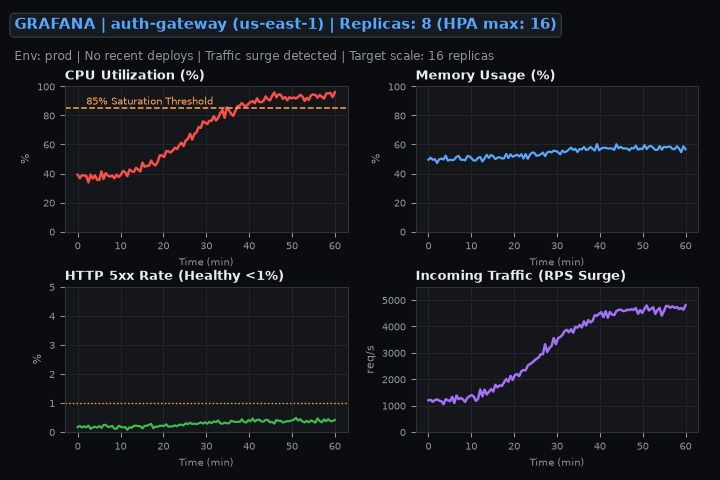 GRAFANA | auth-gateway (us-east-1) | Replicas: 8 (HPA max: 16)
Env: prod | No recent deploys | Traffic surge detected | Target scale: 16 replicas
CPU Utilization (%)
85% Saturation Threshold
100
80
60
40
20
0
%
0 10 20 30 40 50 60
Time (min)
Memory Usage (%)
100
80
60
40
20
0
%
0 10 20 30 40 50 60
Time (min)
HTTP 5xx Rate (Healthy <1%)
5
4
3
2
1
0
%
0 10 20 30 40 50 60
Time (min)
Incoming Traffic (RPS Surge)
5000
4000
3000
2000
1000
0
req/s
0 10 20 30 40 50 60
Time (min)